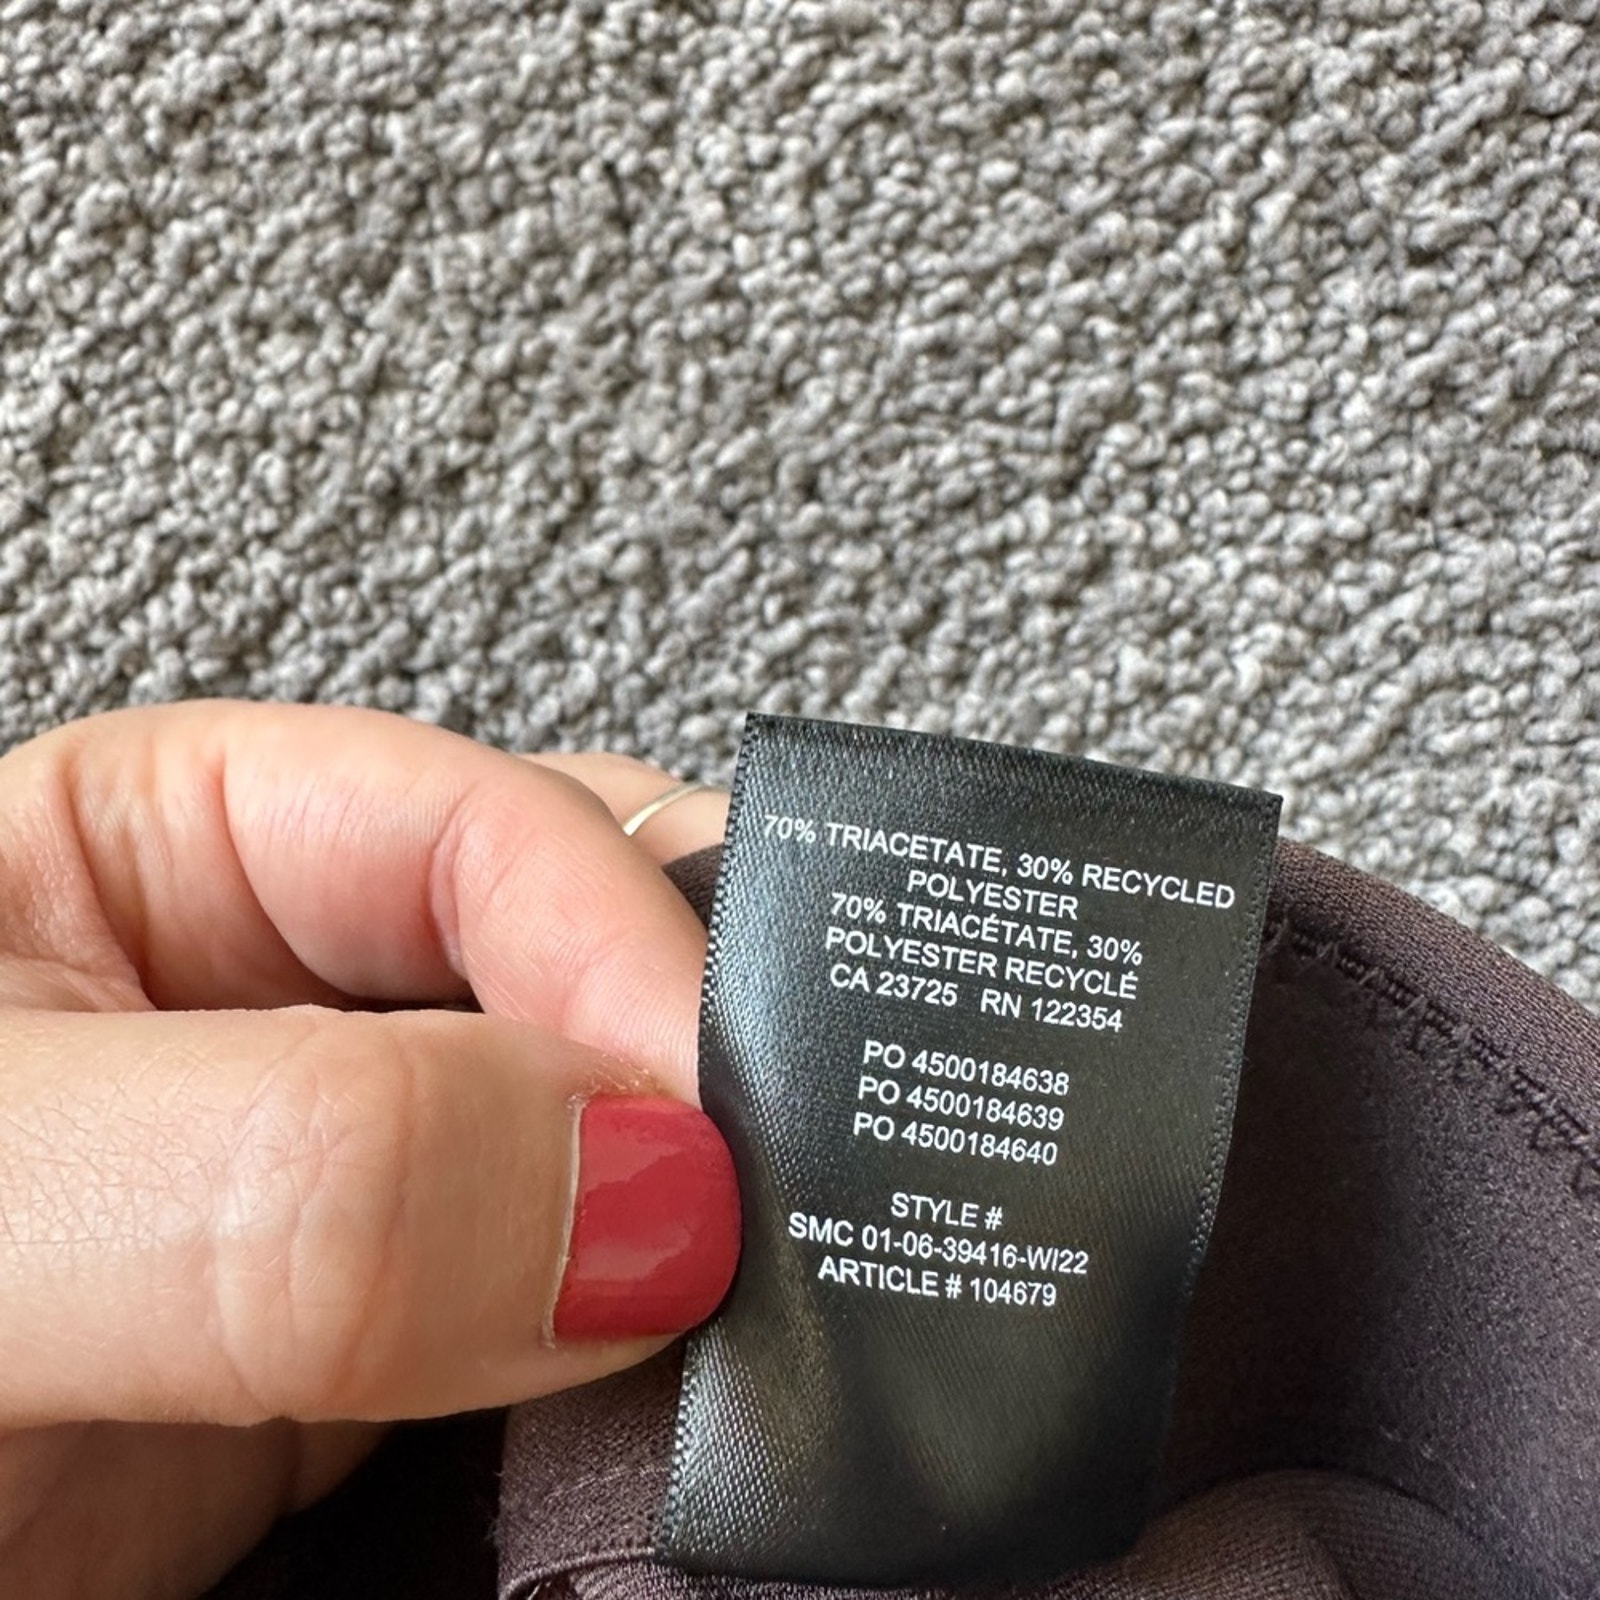 70% TRIACETATE, 30% RECYCLED
POLYESTER
70% TRIACÉTATE, 30%
POLYESTER RECYCLÉ
CA 23725 RN 122354
PO 4500184638
PO 4500184639
PO 4500184640
STYLE #
SMC 01-06-39416-WI22
ARTICLE # 104679